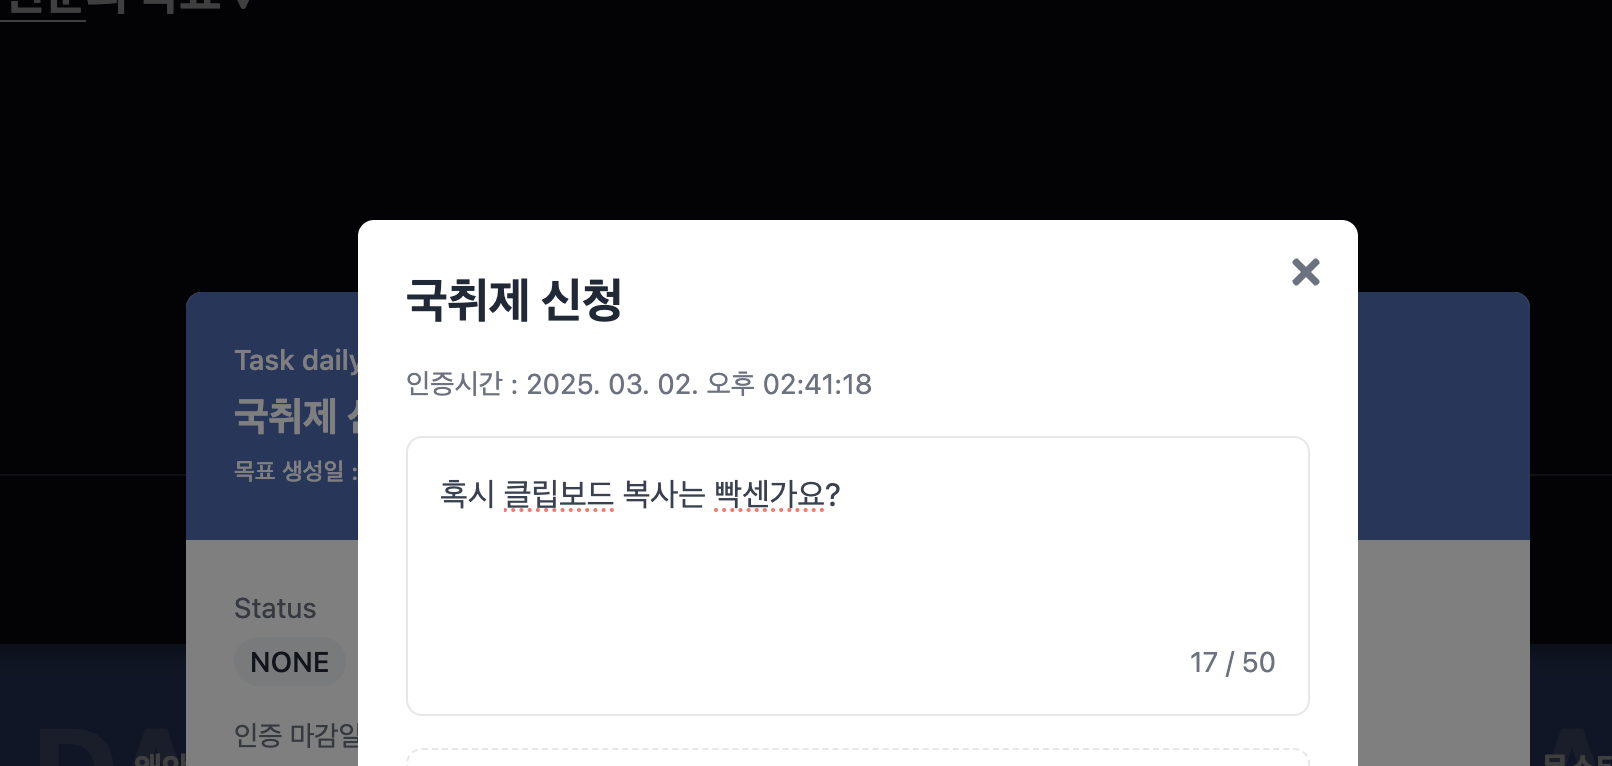 국취제 신청
인증시간 : 2025. 03. 02. 오후 02:41:18
혹시 클립보드 복사는 빡센가요?
17 / 50
Task daily
국취제
목표 생성일 :
Status
NONE
인증 마감일